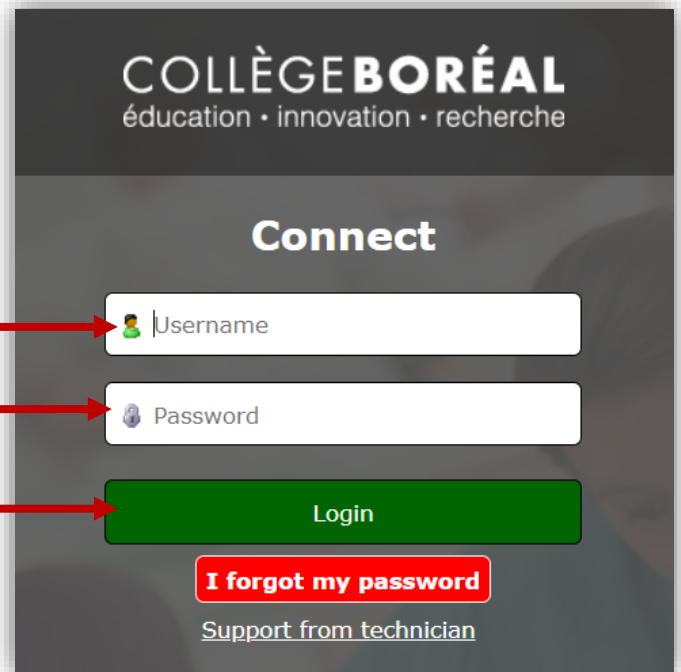 COLLÈGEBORÉAL
éducation • innovation • recherche
Connect
Username
Password
Login
I forgot my password
Support from technician